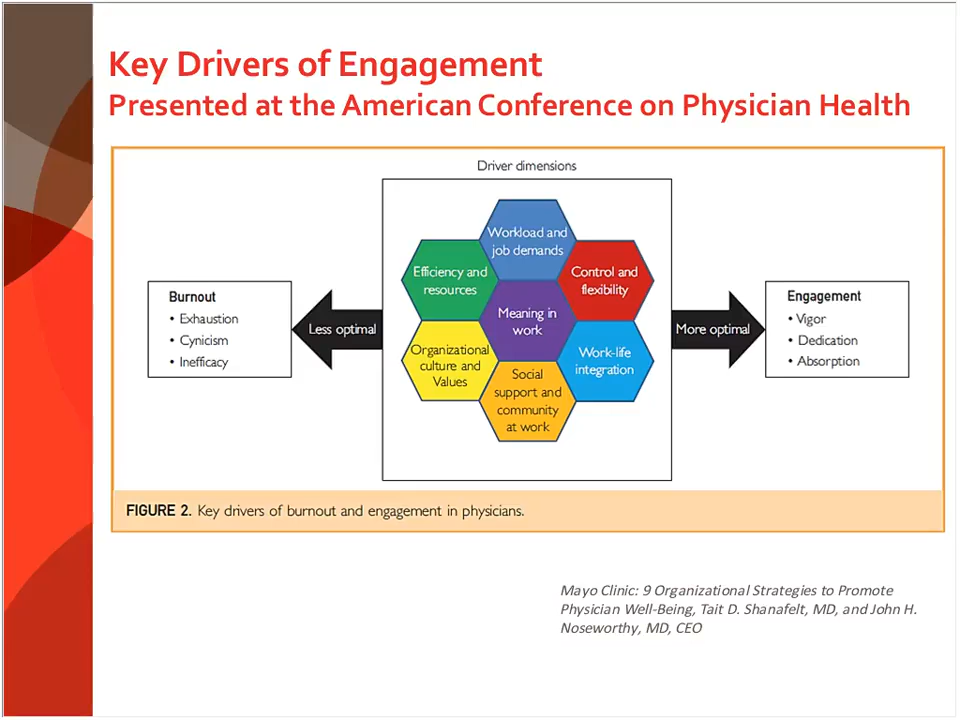 Key Drivers of Engagement
Presented at the American Conference on Physician Health
Driver dimensions
Burnout
• Exhaustion
• Cynicism
• Inefficacy
Less optimal
Workload and
job demands
Efficiency and
resources
Control and
flexibility
Meaning in
work
Organizational
culture and
Values
Work-life
integration
Social
support and
community
at work
More optimal
Engagement
• Vigor
• Dedication
• Absorption
FIGURE 2. Key drivers of burnout and engagement in physicians.
Mayo Clinic: 9 Organizational Strategies to Promote
Physician Well-Being, Tait D. Shanafelt, MD, and John H.
Noseworthy, MD, CEO